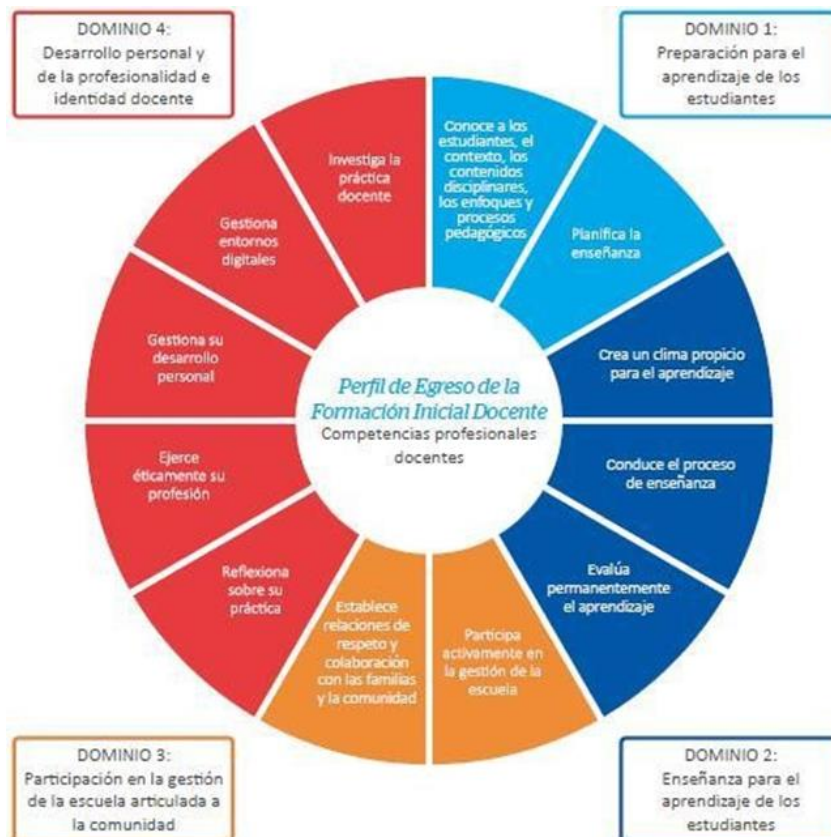 DOMINIO 4:
Desarrollo personal y
de la profesionalidad e
identidad docente
DOMINIO 1:
Preparación para el
aprendizaje de los
estudiantes
Conoce a los
estudiantes, el
contexto, los
contenidos
disciplinares,
los enfoques y
procesos
pedagógicos
Planifica la
enseñanza
Crea un clima propicio
para el aprendizaje
Conduce el proceso
de enseñanza
Evalúa
permanentemente
el aprendizaje
Participa
activamente en
la gestión de la
escuela
Establece
relaciones de
respeto y
colaboración
con las familias
y la comunidad
Reflexiona
sobre su
práctica
Ejerce
éticamente su
profesión
Gestiona su
desarrollo
personal
Gestiona
entornos
digitales
Investiga la
práctica
docente
Perfil de Egreso de la
Formación Inicial Docente
Competencias profesionales
docentes
DOMINIO 3:
Participación en la gestión
de la escuela articulada a
la comunidad
DOMINIO 2:
Enseñanza para el
aprendizaje de los
estudiantes